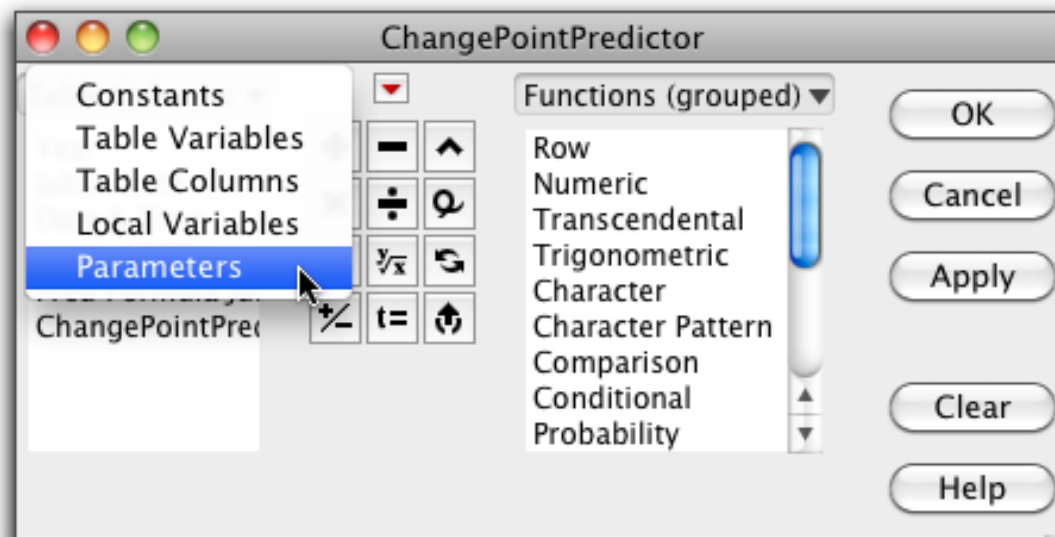 ChangePointPredictor
Constants
Table Variables
Table Columns
Local Variables
Parameters
ChangePointPred
t=
Functions (grouped)
Row
Numeric
Transcendental
Trigonometric
Character
Character Pattern
Comparison
Conditional
Probability
OK
Cancel
Apply
Clear
Help